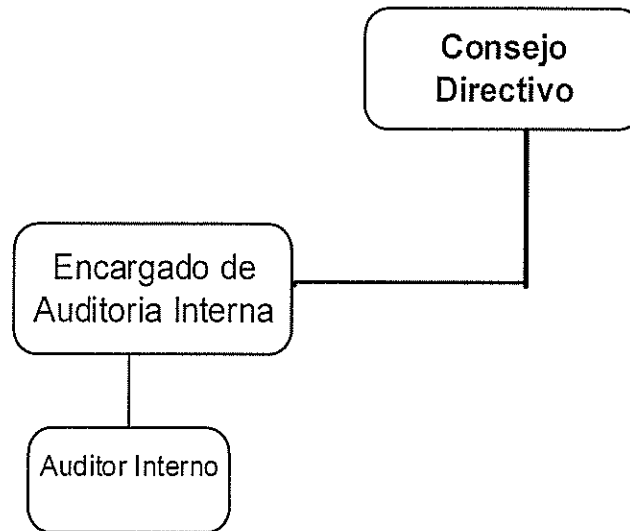 Consejo
Directivo
Encargado de
Auditoria Interna
Auditor Interno